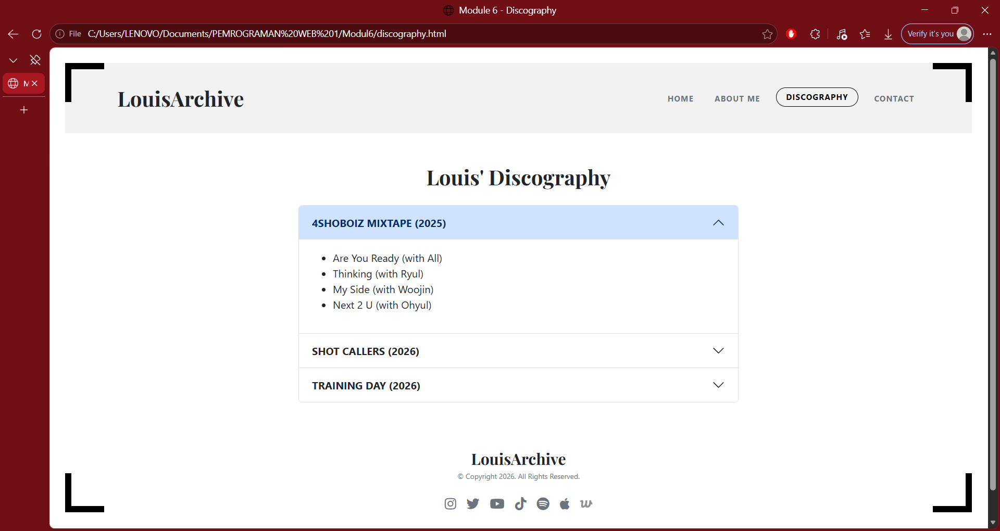 Module 6 - Discography
File C:/Users/LENOVO/Documents/PEMROGRAMAN%20WEB%201/Modul6/discography.html
Verify it's you
M
LouisArchive
HOME
ABOUT ME
DISCOGRAPHY
CONTACT
Louis' Discography
4SHOBOIZ MIXTAPE (2025)
Are You Ready (with All)
Thinking (with Ryul)
My Side (with Woojin)
Next 2 U (with Ohyul)
SHOT CALLERS (2026)
TRAINING DAY (2026)
LouisArchive
© Copyright 2026. All Rights Reserved.